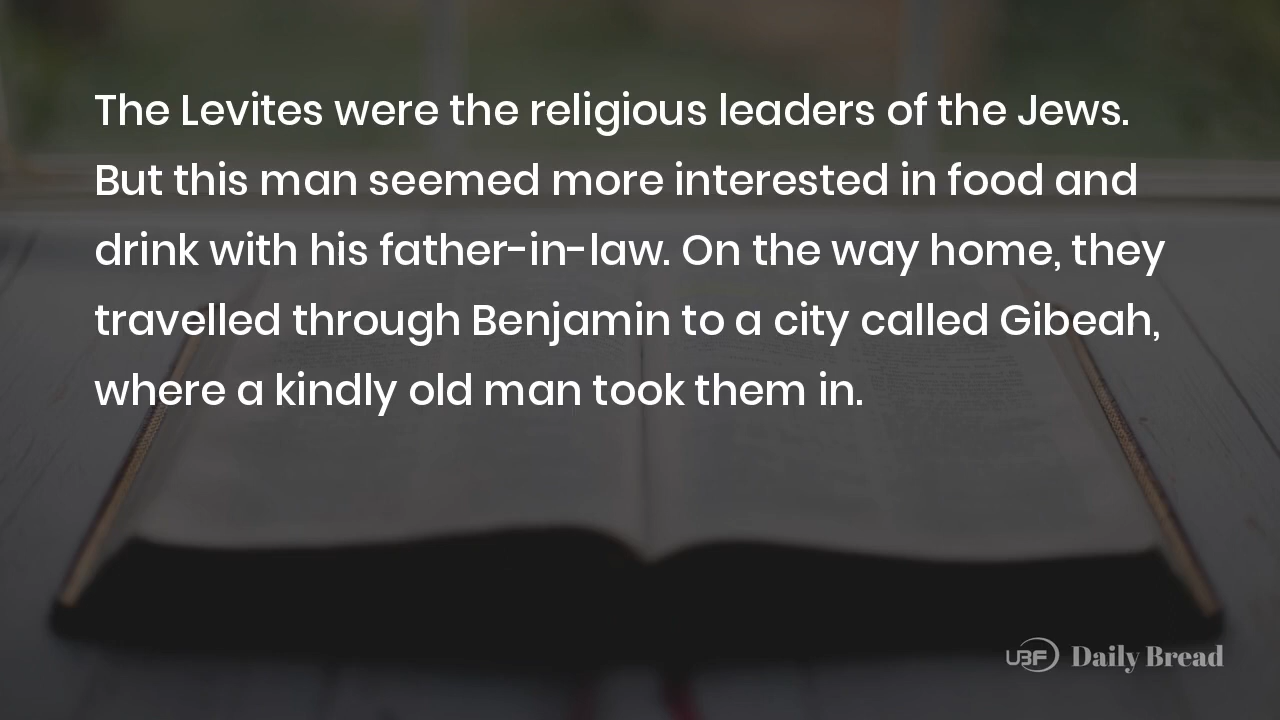 The Levites were the religious leaders of the Jews.
But this man seemed more interested in food and
drink with his father-in-law. On the way home, they
travelled through Benjamin to a city called Gibeah,
where a kindly old man took them in.
UBF Daily Bread